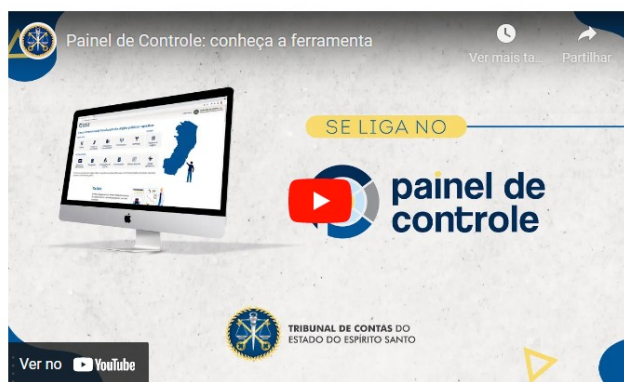 Painel de Controle: conheça a ferramenta
Ver mais ta...
Partilhar
SE LIGA NO
painel de
controle
TRIBUNAL DE CONTAS DO
ESTADO DO ESPÍRITO SANTO
Ver no YouTube